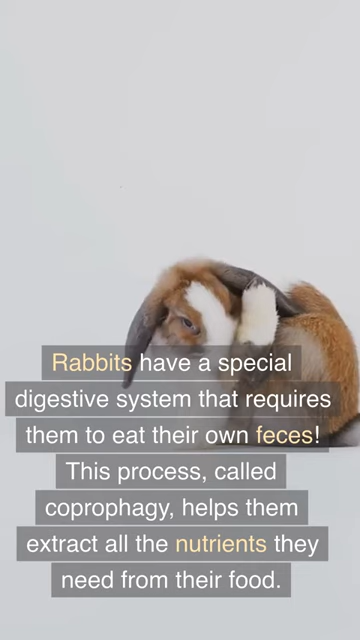 Rabbits have a special
digestive system that requires
them to eat their own feces!
This process, called
coprophagy, helps them
extract all the nutrients they
need from their food.